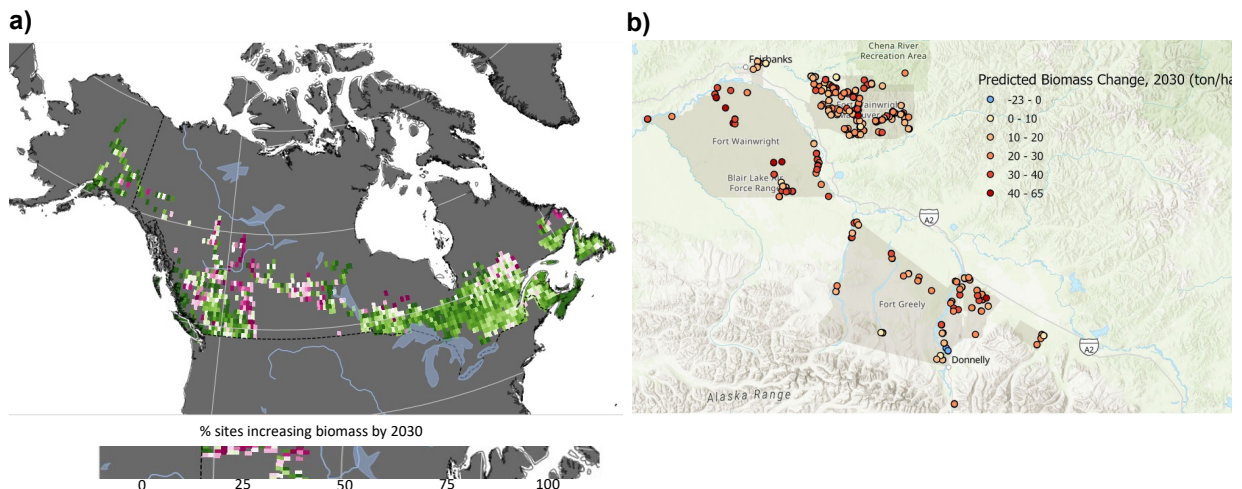 a)
b)
Fairbanks
Chena River
Recreation Area
Predicted Biomass Change, 2030 (ton/ha
-23 - 0
0 - 10
10 - 20
20 - 30
30 - 40
40 - 65
Fort Wainwright
Blair Lake
Force Range
A2
Fort Greely
A2
Donnelly
Alaska Range
% sites increasing biomass by 2030
0 25 50 75 100